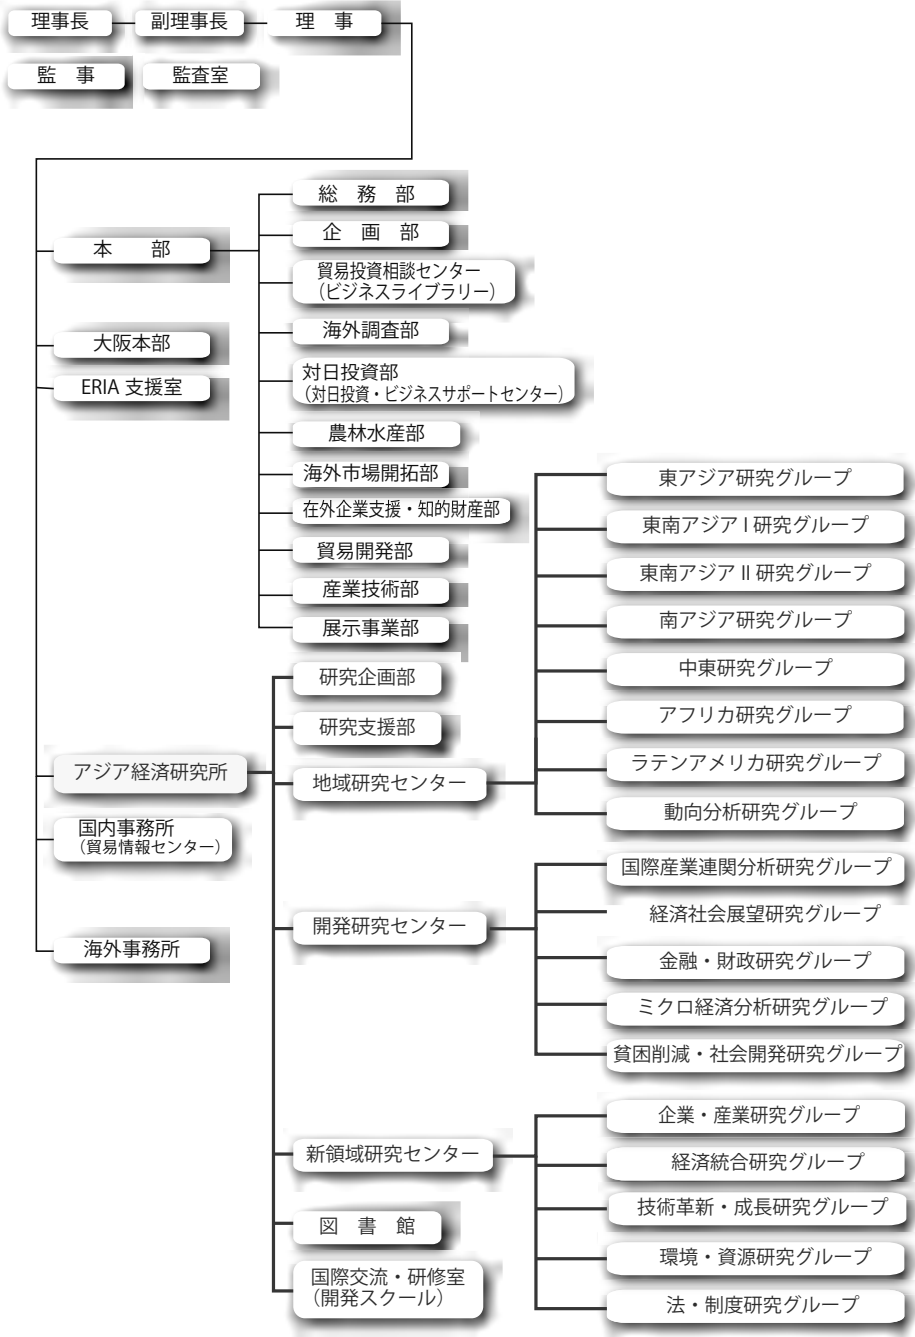 理事長
副理事長
理　事
監　事
監査室
本　　部
総　務　部
企　画　部
貿易投資相談センター
（ビジネスライブラリー）
海外調査部
対日投資部
（対日投資・ビジネスサポートセンター）
農林水産部
海外市場開拓部
在外企業支援・知的財産部
貿易開発部
産業技術部
展示事業部
大阪本部
ERIA 支援室
アジア経済研究所
研究企画部
研究支援部
地域研究センター
東アジア研究グループ
東南アジア I 研究グループ
東南アジア II 研究グループ
南アジア研究グループ
中東研究グループ
アフリカ研究グループ
ラテンアメリカ研究グループ
動向分析研究グループ
開発研究センター
国際産業連関分析研究グループ
経済社会展望研究グループ
金融・財政研究グループ
ミクロ経済分析研究グループ
貧困削減・社会開発研究グループ
新領域研究センター
企業・産業研究グループ
経済統合研究グループ
技術革新・成長研究グループ
環境・資源研究グループ
法・制度研究グループ
図　書　館
国際交流・研修室
（開発スクール）
国内事務所
（貿易情報センター）
海外事務所